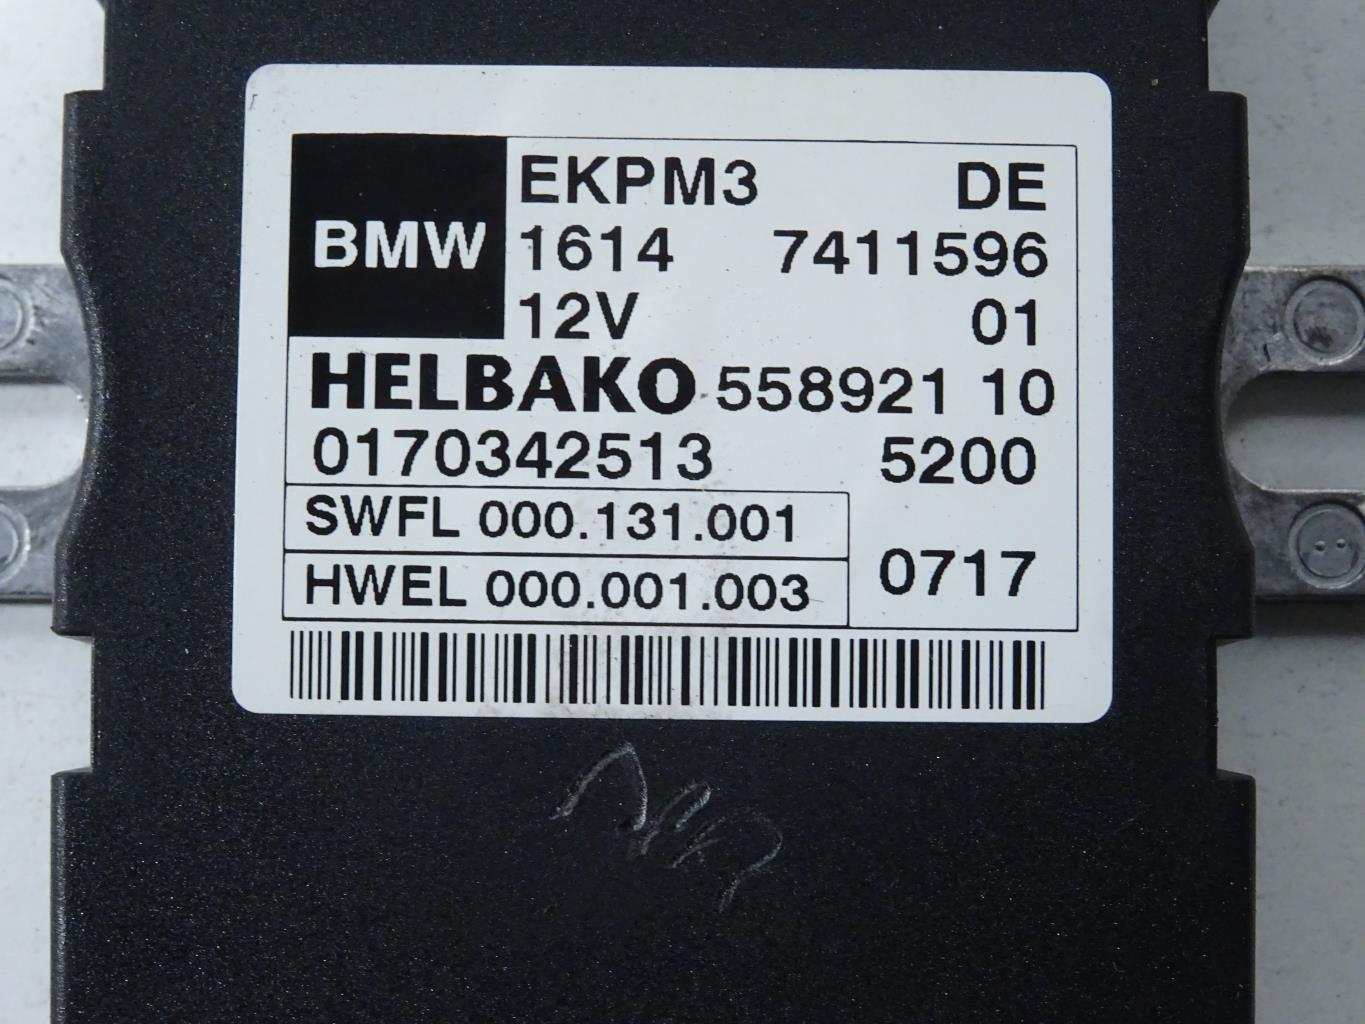 BMW
EKPM3 DE
1614 7411596
12V 01
HELBAKO 558921 10
0170342513 5200
SWFL 000.131.001
HWEL 000.001.003
0717